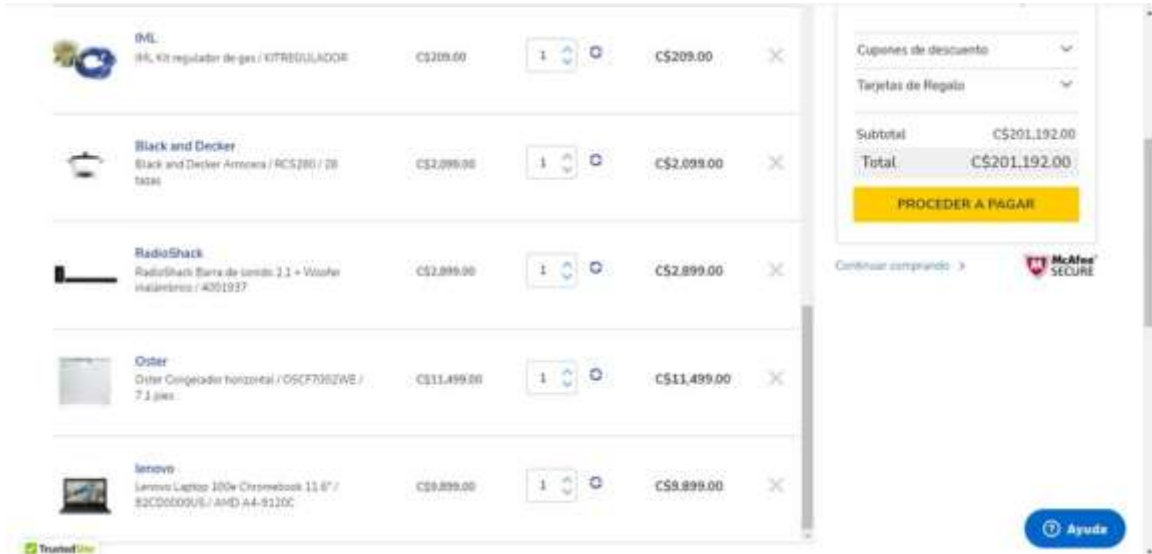 IML
IML Kit regulador de gas / KITREGULADOR
C$209.00
1
C$209.00
Black and Decker
Black and Decker Arrocera / RC5280 / 28
tazas
C$2,099.00
1
C$2,099.00
RadioShack
RadioShack Barra de sonido 2.1 + Woofer
inalámbrico / 4001937
C$2,899.00
1
C$2,899.00
Oster
Oster Congelador horizontal / OSCF7002WE /
7.1 pies
C$11,499.00
1
C$11,499.00
lenovo
Lenovo Laptop 100e Chromebook 11.6" /
/ AMD A4-9120C
C$9,899.00
1
C$9,899.00
Cupones de descuento
Tarjetas de Regalo
Subtotal C$201,192.00
Total C$201,192.00
PROCEDER A PAGAR
Continuar comprando >
McAfee
SECURE
Ayuda
TrustedSite